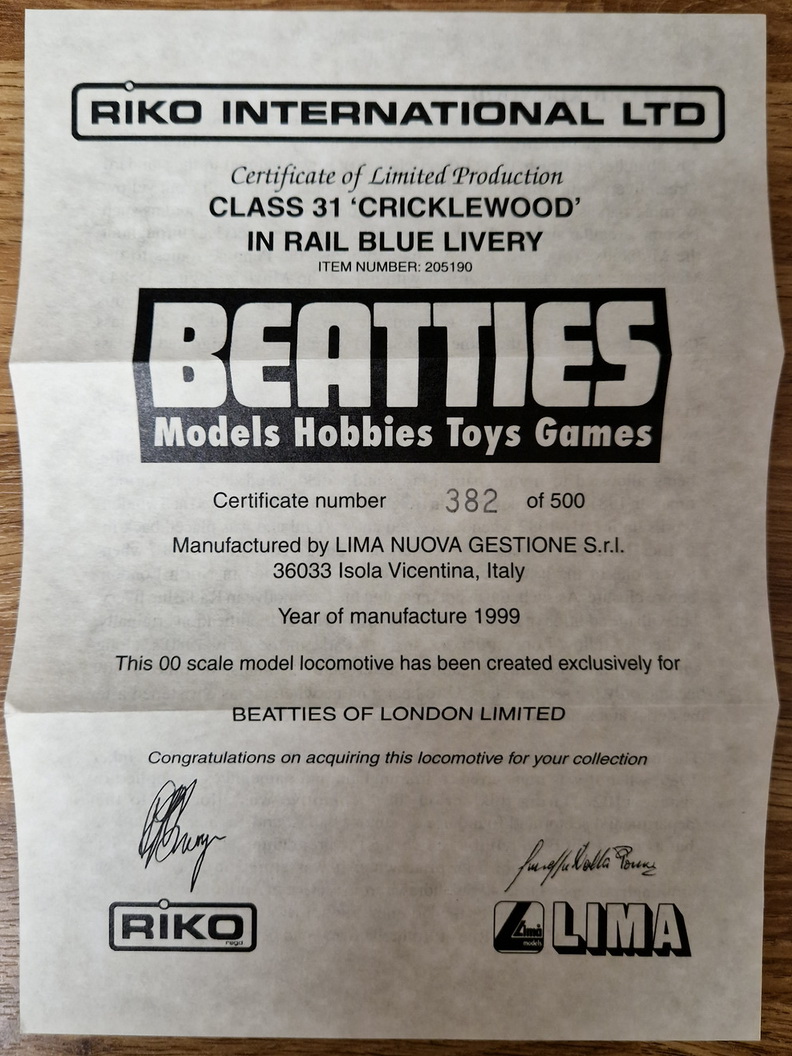 RIKO INTERNATIONAL LTD
Certificate of Limited Production
CLASS 31 ‘CRICKLEWOOD’
IN RAIL BLUE LIVERY
ITEM NUMBER: 205190
BEATTIES
Models Hobbies Toys Games
Certificate number 382 of 500
Manufactured by LIMA NUOVA GESTIONE S.r.l.
36033 Isola Vicentina, Italy
Year of manufacture 1999
This 00 scale model locomotive has been created exclusively for
BEATTIES OF LONDON LIMITED
Congratulations on acquiring this locomotive for your collection
RIKO
regd
Lima
models
LIMA